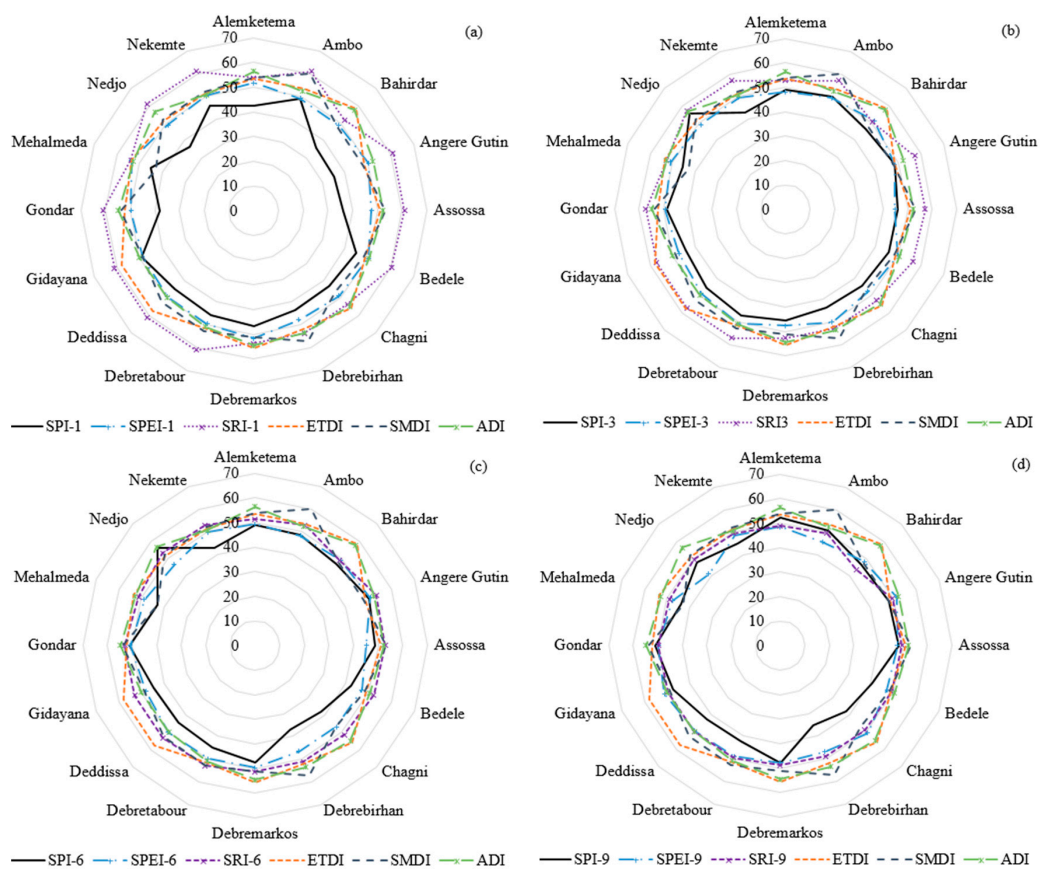 Alemketema
(a)
Nekemte
Ambo
Nedjo
Bahirdar
Mehalmeda
Angere Gutin
Gondar
Assossa
Gidayana
Bedele
Deddissa
Chagni
Debretabour
Debrebirhan
Debremarkos
70
60
50
40
30
20
10
0
SPI-1 SPEI-1 SRI-1 ETDI SMDI ADI
Alemketema
(b)
Nekemte
Ambo
Nedjo
Bahirdar
Mehalmeda
Angere Gutin
Gondar
Assossa
Gidayana
Bedele
Deddissa
Chagni
Debretabour
Debrebirhan
Debremarkos
70
60
50
40
30
20
10
0
SPI-3 SPEI-3 SRI3 ETDI SMDI ADI
Alemketema
(c)
Nekemte
Ambo
Nedjo
Bahirdar
Mehalmeda
Angere Gutin
Gondar
Assossa
Gidayana
Bedele
Deddissa
Chagni
Debretabour
Debrebirhan
Debremarkos
70
60
50
40
30
20
10
0
SPI-6 SPEI-6 SRI-6 ETDI SMDI ADI
Alemketema
(d)
Nekemte
Ambo
Nedjo
Bahirdar
Mehalmeda
Angere Gutin
Gondar
Assossa
Gidayana
Bedele
Deddissa
Chagni
Debretabour
Debrebirhan
Debremarkos
70
60
50
40
30
20
10
0
SPI-9 SPEI-9 SRI-9 ETDI SMDI ADI